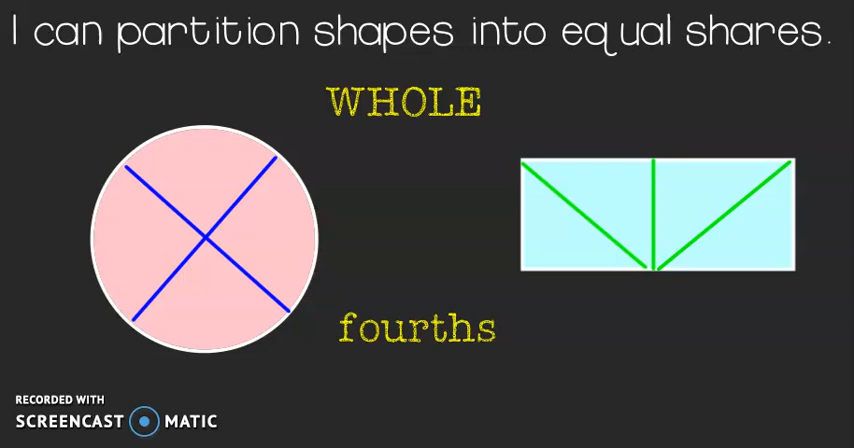 I can partition shapes into equal shares.
WHOLE
fourths
RECORDED WITH
SCREENCAST MATIC